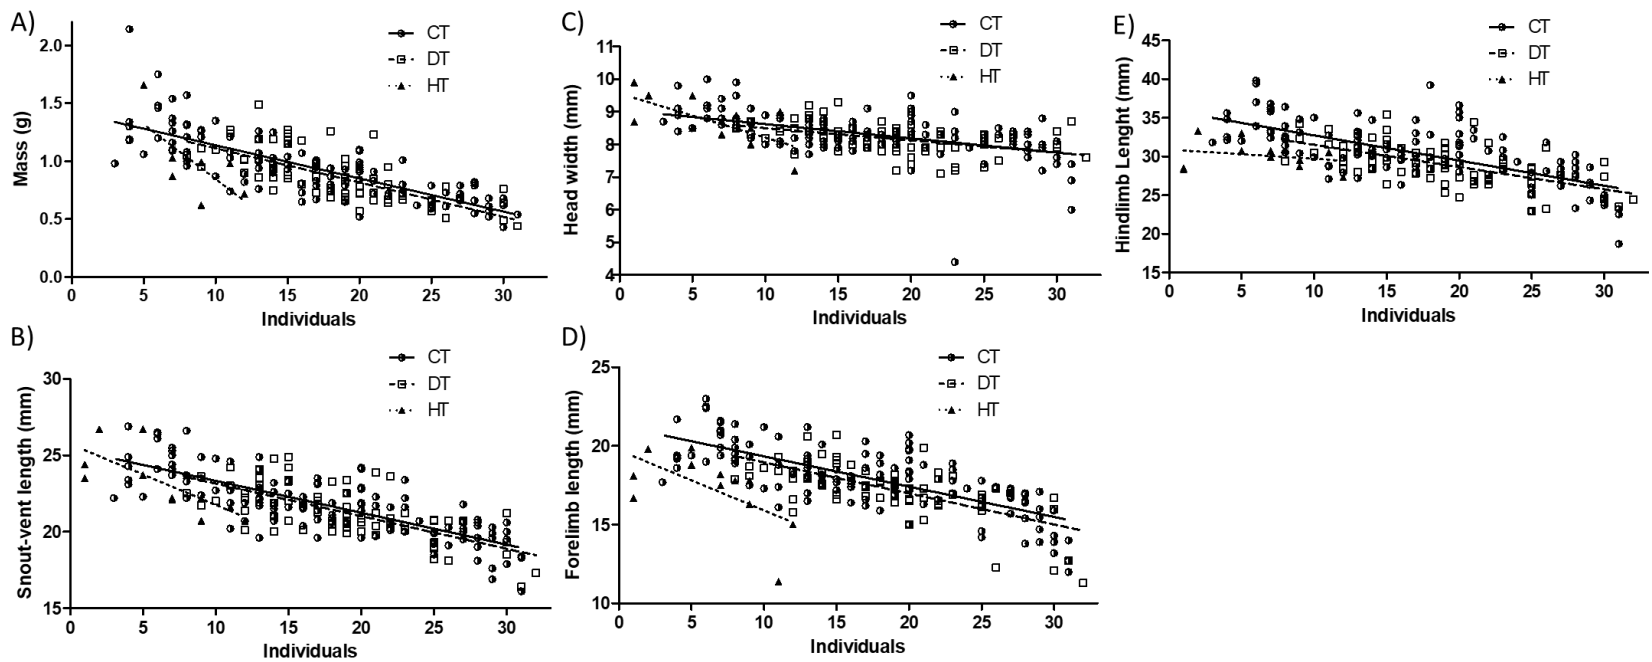 A)
CT
DT
HT
Mass (g)
2.0
1.5
1.0
0.5
0.0
0 5 10 15 20 25 30
Individuals
B)
CT
DT
HT
Snout-vent length (mm)
30
25
20
15
0 5 10 15 20 25 30
Individuals
C)
CT
DT
HT
Head width (mm)
11
10
9
8
7
6
5
4
0 5 10 15 20 25 30
Individuals
D)
CT
DT
HT
Forelimb length (mm)
25
20
15
10
0 5 10 15 20 25 30
Individuals
E)
CT
DT
HT
Hindlimb Lenght (mm)
45
40
35
30
25
20
15
0 5 10 15 20 25 30
Individuals